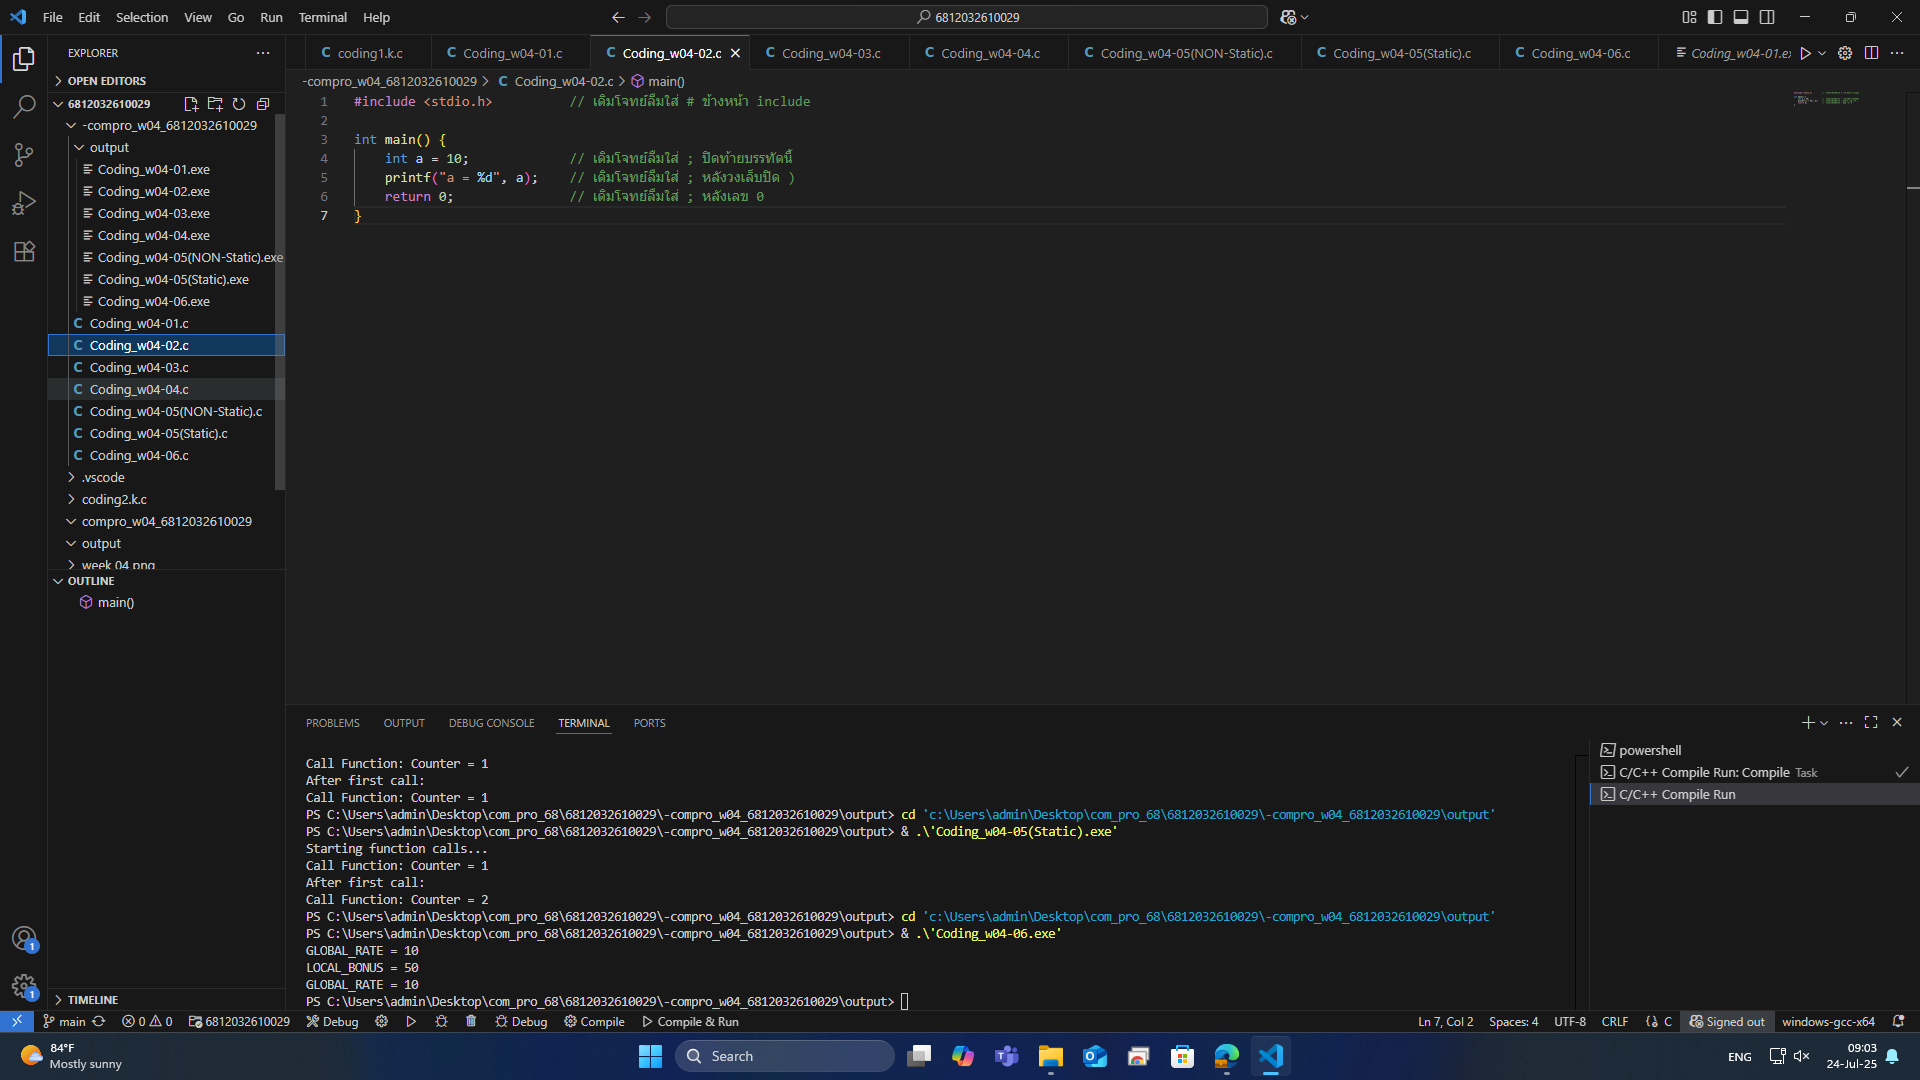 File Edit Selection View Go Run Terminal Help
6812032610029
EXPLORER
OPEN EDITORS
6812032610029
-compro_w04_6812032610029
output
Coding_w04-01.exe
Coding_w04-02.exe
Coding_w04-03.exe
Coding_w04-04.exe
Coding_w04-05(NON-Static).exe
Coding_w04-05(Static).exe
Coding_w04-06.exe
C Coding_w04-01.c
C Coding_w04-02.c
C Coding_w04-03.c
C Coding_w04-04.c
C Coding_w04-05(NON-Static).c
C Coding_w04-05(Static).c
C Coding_w04-06.c
.vscode
coding2.k.c
compro_w04_6812032610029
output
week 04 png
OUTLINE
main()
TIMELINE
C coding1.k.c C Coding_w04-01.c C Coding_w04-02.c C Coding_w04-03.c C Coding_w04-04.c C Coding_w04-05(NON-Static).c C Coding_w04-05(Static).c C Coding_w04-06.c Coding_w04-01.ex
-compro_w04_6812032610029 > C Coding_w04-02.c > main()
1 #include <stdio.h> // เดิมโจทย์ลืมใส่ # ข้างหน้า include
2
3 int main() {
4 int a = 10; // เดิมโจทย์ลืมใส่ ; ปิดท้ายบรรทัดนี้
5 printf("a = %d", a); // เดิมโจทย์ลืมใส่ ; หลังวงเล็บปิด )
6 return 0; // เดิมโจทย์ลืมใส่ ; หลังเลข 0
7 }
PROBLEMS OUTPUT DEBUG CONSOLE TERMINAL PORTS
Call Function: Counter = 1
After first call:
Call Function: Counter = 1
PS C:\Users\admin\Desktop\com_pro_68\6812032610029\-compro_w04_6812032610029\output> cd 'c:\Users\admin\Desktop\com_pro_68\6812032610029\-compro_w04_6812032610029\output'
PS C:\Users\admin\Desktop\com_pro_68\6812032610029\-compro_w04_6812032610029\output> & .\'Coding_w04-05(Static).exe'
Starting function calls...
Call Function: Counter = 1
After first call:
Call Function: Counter = 2
PS C:\Users\admin\Desktop\com_pro_68\6812032610029\-compro_w04_6812032610029\output> cd 'c:\Users\admin\Desktop\com_pro_68\6812032610029\-compro_w04_6812032610029\output'
PS C:\Users\admin\Desktop\com_pro_68\6812032610029\-compro_w04_6812032610029\output> & .\'Coding_w04-06.exe'
GLOBAL_RATE = 10
LOCAL_BONUS = 50
GLOBAL_RATE = 10
PS C:\Users\admin\Desktop\com_pro_68\6812032610029\-compro_w04_6812032610029\output>
powershell
C/C++ Compile Run: Compile Task
C/C++ Compile Run
1
1
main 0 0 6812032610029 Debug Debug Compile Compile & Run
Ln 7, Col 2 Spaces: 4 UTF-8 CRLF C Signed out windows-gcc-x64
84°F
Mostly sunny
Search
ENG
09:03
24-Jul-25